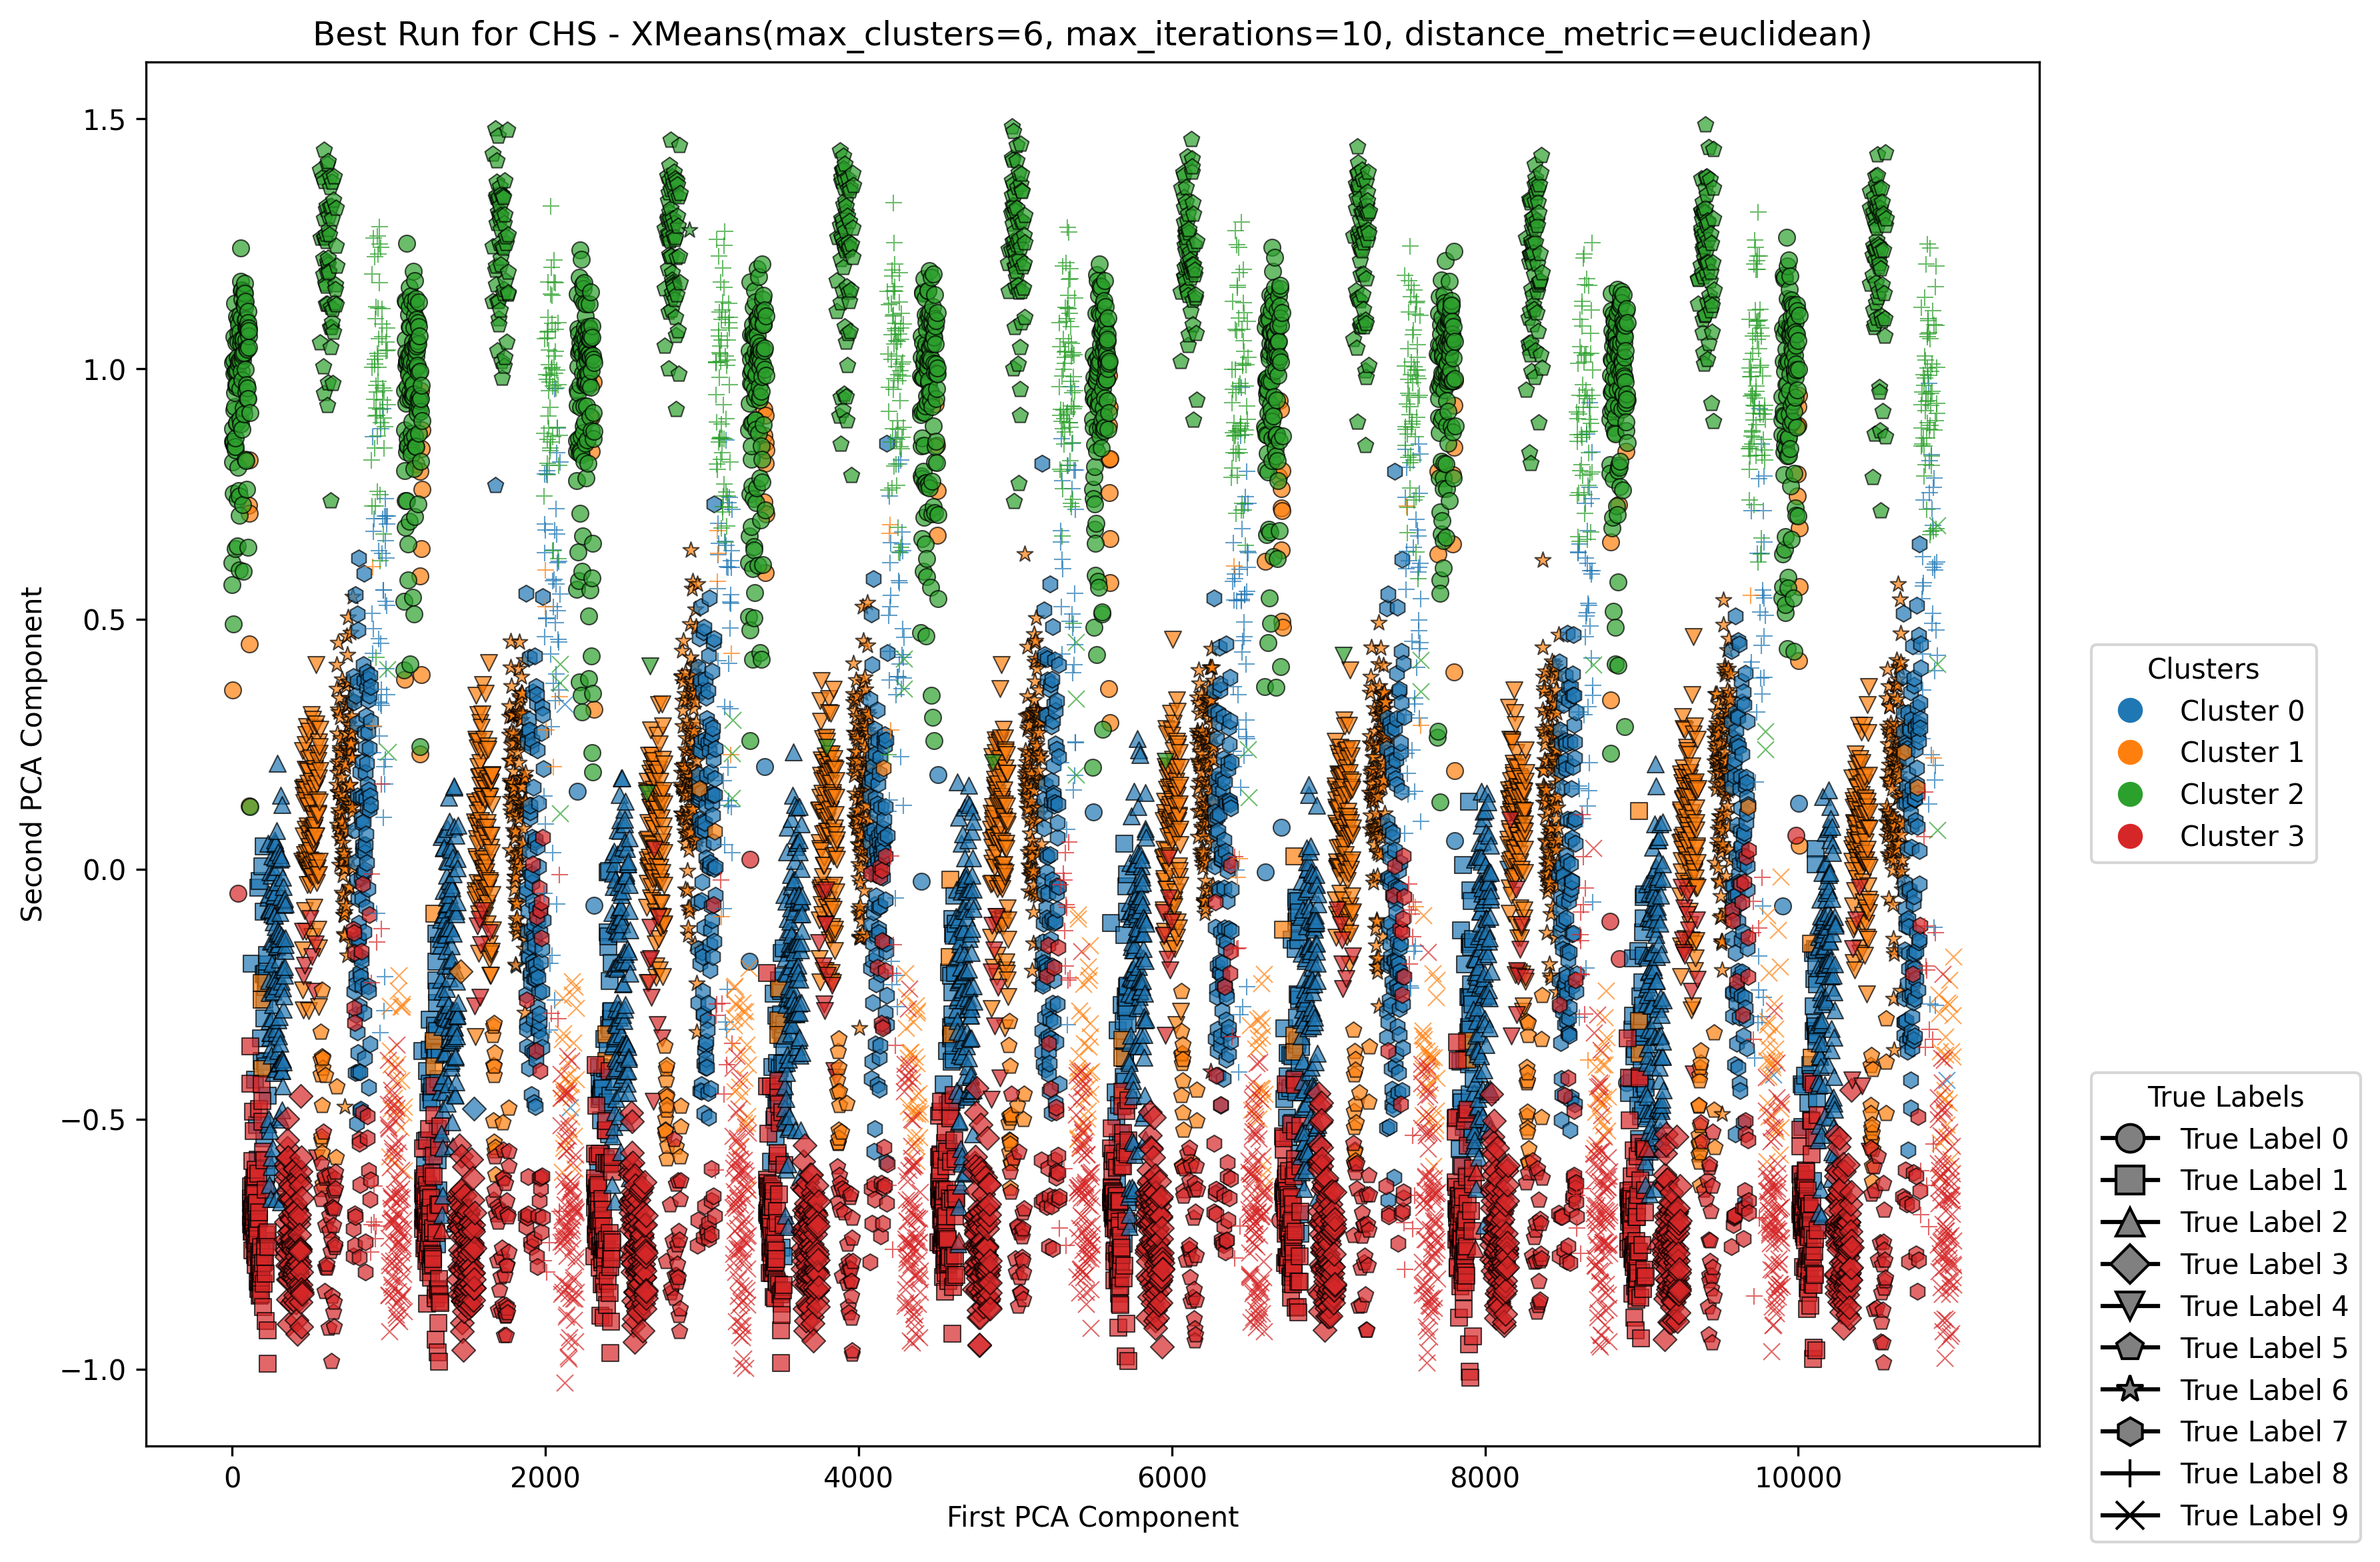 Best Run for CHS - XMeans(max_clusters=6, max_iterations=10, distance_metric=euclidean)
Second PCA Component
1.5
1.0
0.5
0.0
−0.5
−1.0
0
2000
4000
6000
8000
10000
First PCA Component
Clusters
Cluster 0
Cluster 1
Cluster 2
Cluster 3
True Labels
True Label 0
True Label 1
True Label 2
True Label 3
True Label 4
True Label 5
True Label 6
True Label 7
True Label 8
True Label 9